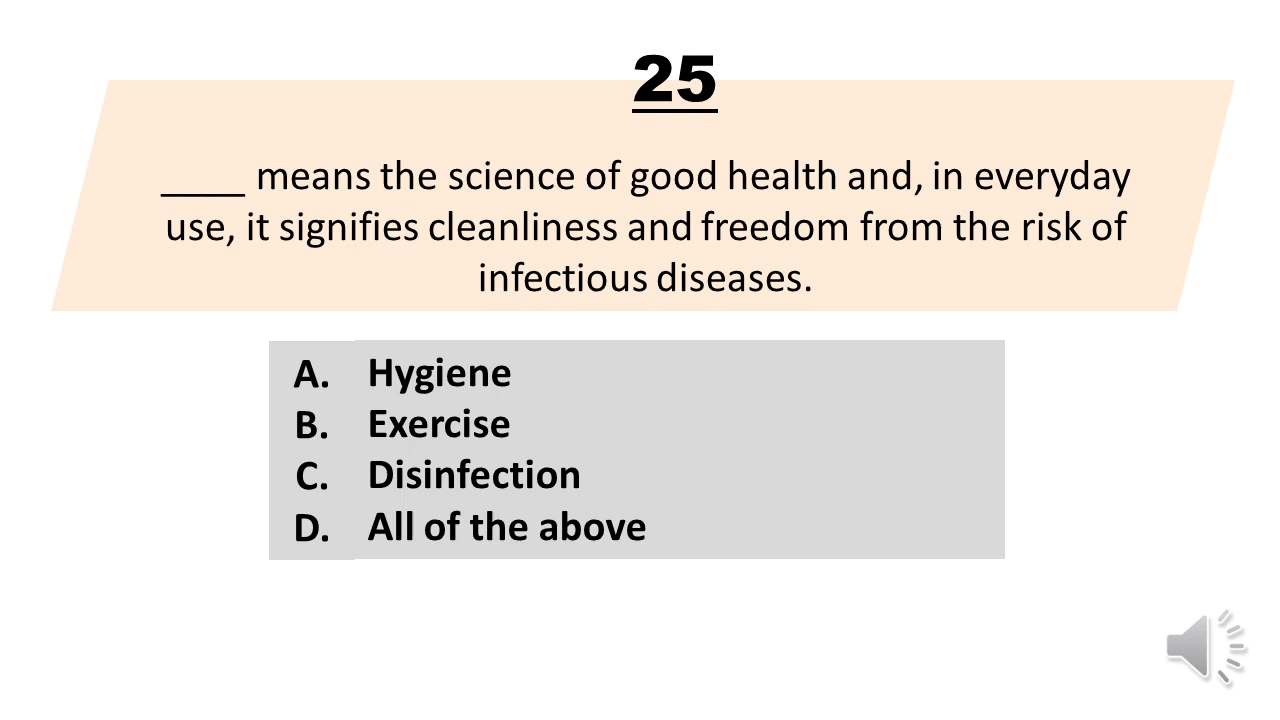 25
____ means the science of good health and, in everyday
use, it signifies cleanliness and freedom from the risk of
infectious diseases.
A. Hygiene
B. Exercise
C. Disinfection
D. All of the above